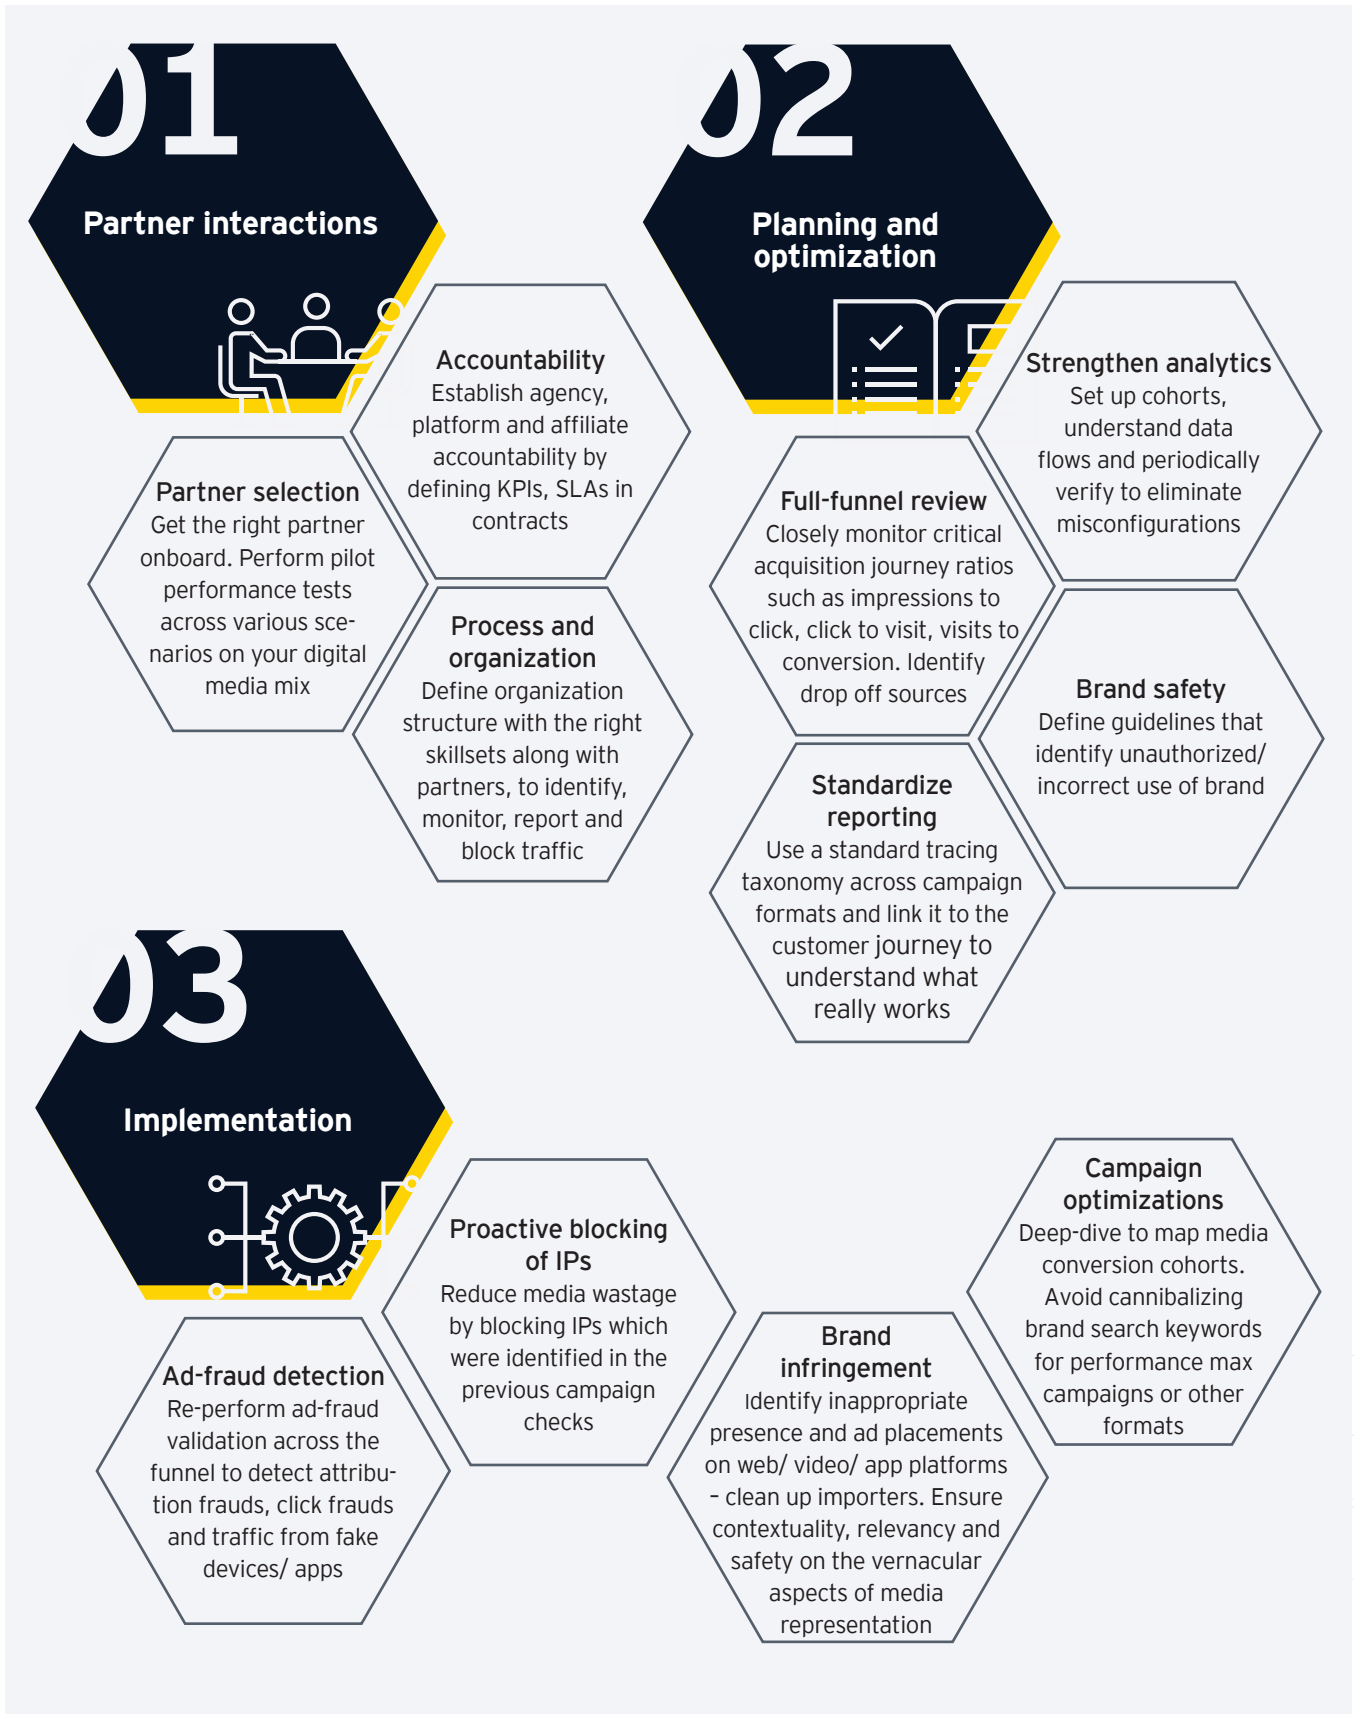 01
Partner interactions
Accountability
Establish agency,
platform and affiliate
accountability by
defining KPIs, SLAs in
contracts
Partner selection
Get the right partner
onboard. Perform pilot
performance tests
across various sce-
narios on your digital
media mix
Process and
organization
Define organization
structure with the right
skillsets along with
partners, to identify,
monitor, report and
block traffic
02
Planning and
optimization
Strengthen analytics
Set up cohorts,
understand data
flows and periodically
verify to eliminate
misconfigurations
Full-funnel review
Closely monitor critical
acquisition journey ratios
such as impressions to
click, click to visit, visits to
conversion. Identify
drop off sources
Brand safety
Define guidelines that
identify unauthorized/
incorrect use of brand
Standardize
reporting
Use a standard tracing
taxonomy across campaign
formats and link it to the
customer journey to
understand what
really works
03
Implementation
Ad-fraud detection
Re-perform ad-fraud
validation across the
funnel to detect attribu-
tion frauds, click frauds
and traffic from fake
devices/ apps
Proactive blocking
of IPs
Reduce media wastage
by blocking IPs which
were identified in the
previous campaign
checks
Brand
infringement
Identify inappropriate
presence and ad placements
on web/ video/ app platforms
– clean up importers. Ensure
contextuality, relevancy and
safety on the vernacular
aspects of media
representation
Campaign
optimizations
Deep-dive to map media
conversion cohorts.
Avoid cannibalizing
brand search keywords
for performance max
campaigns or other
formats